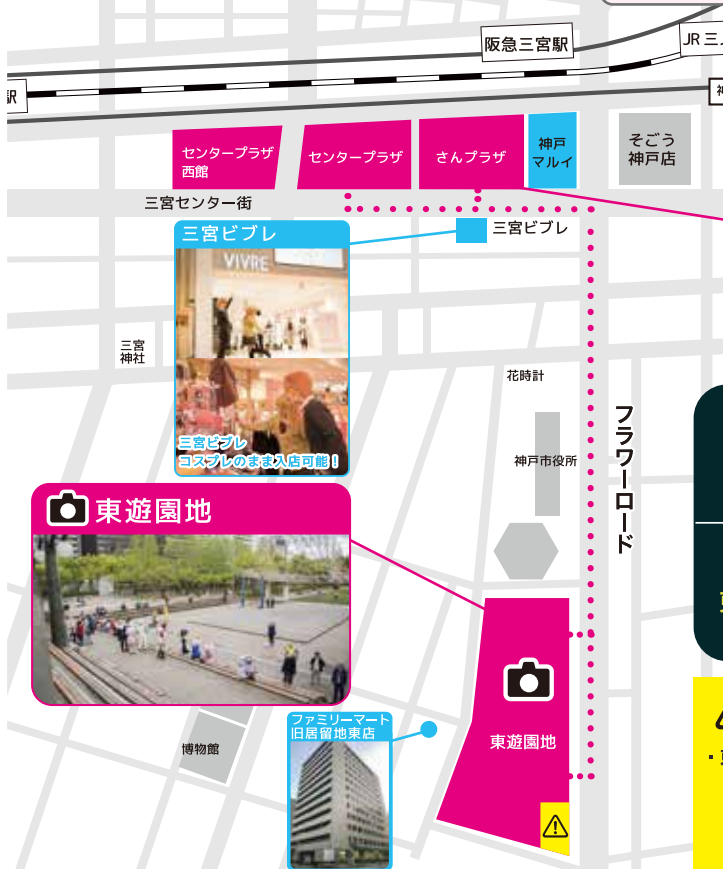 阪急三宮駅
JR 三
駅
センタープラザ
西館
センタープラザ
さんプラザ
神戸
マルイ
そごう
神戸店
三宮センター街
三宮ビブレ
VIVRE
三宮ビブレ
コスプレのまま入店可能！
三宮ビブレ
三宮
神社
花時計
神戸市役所
フラワーロード
東遊園地
東遊園地
博物館
ファミリーマート
旧居留地東店